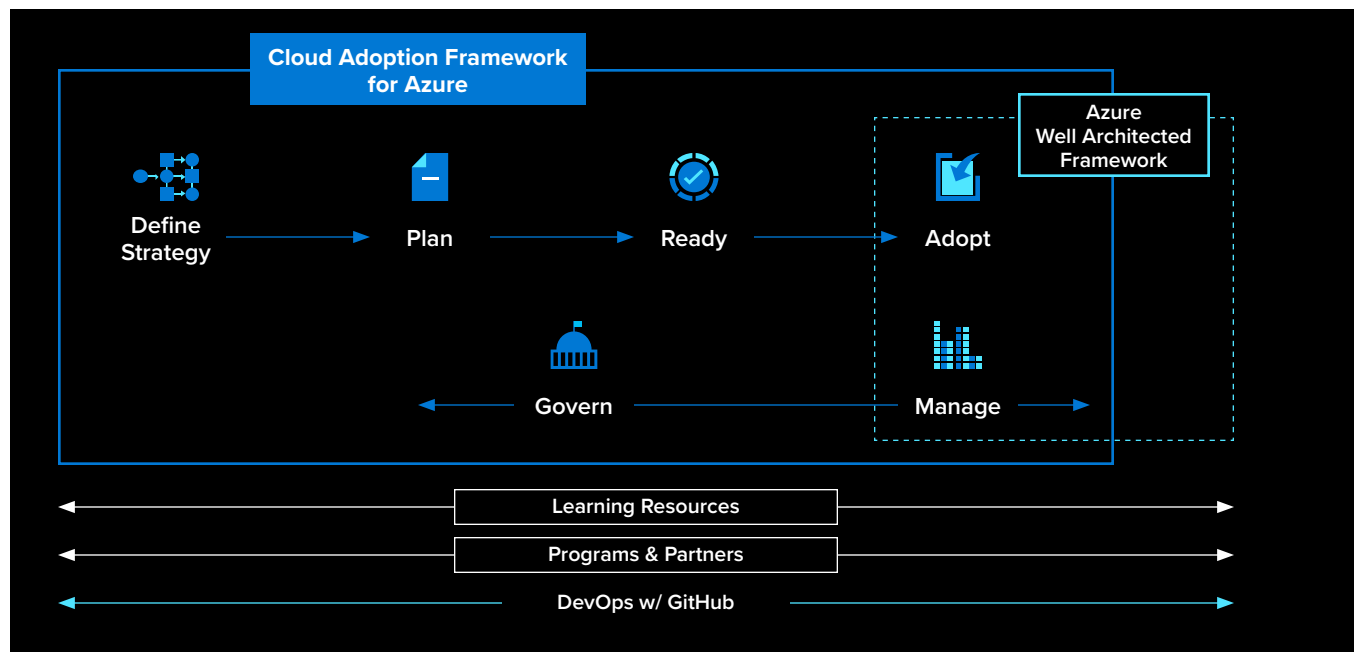 Cloud Adoption Framework
for Azure
Azure
Well Architected
Framework
Define
Strategy
Plan
Ready
Adopt
Govern
Manage
Learning Resources
Programs & Partners
DevOps w/ GitHub